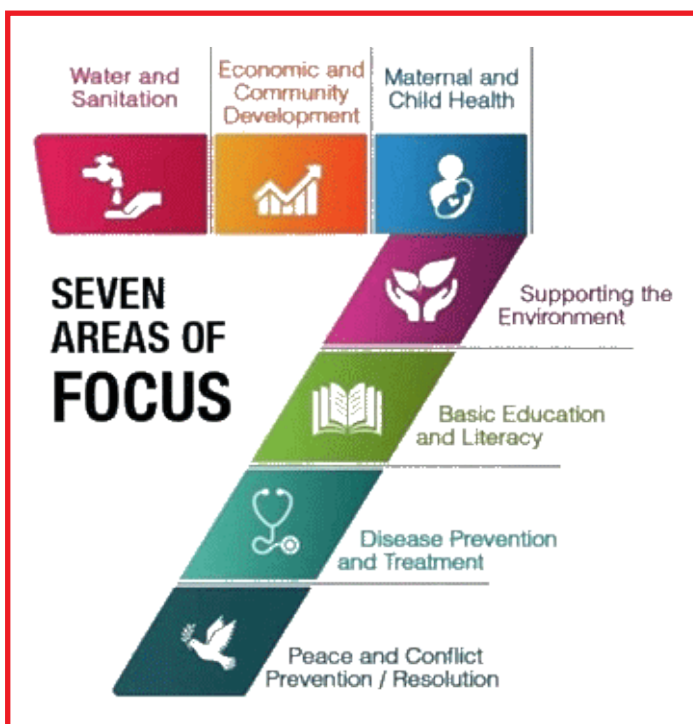 Water and
Sanitation
Economic and
Community
Development
Maternal and
Child Health
SEVEN
AREAS OF
FOCUS
Supporting the
Environment
Basic Education
and Literacy
Disease Prevention
and Treatment
Peace and Conflict
Prevention / Resolution